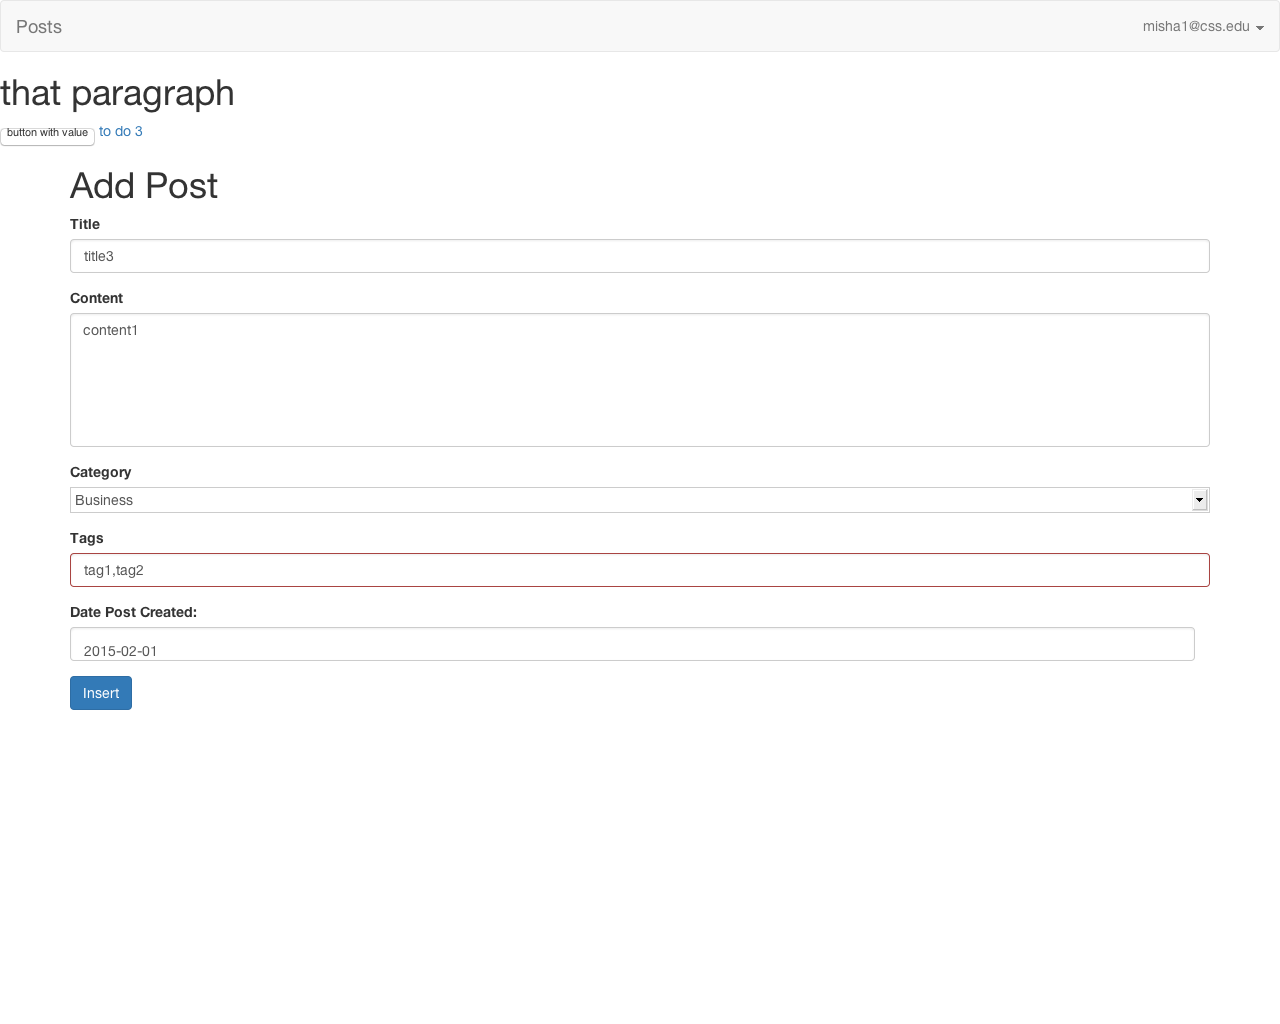 Posts misha1@css.edu
that paragraph
button with value to do 3
Add Post
Title
title3
Content
content1
Category
Business
Tags
tag1,tag2
Date Post Created:
2015-02-01
Insert